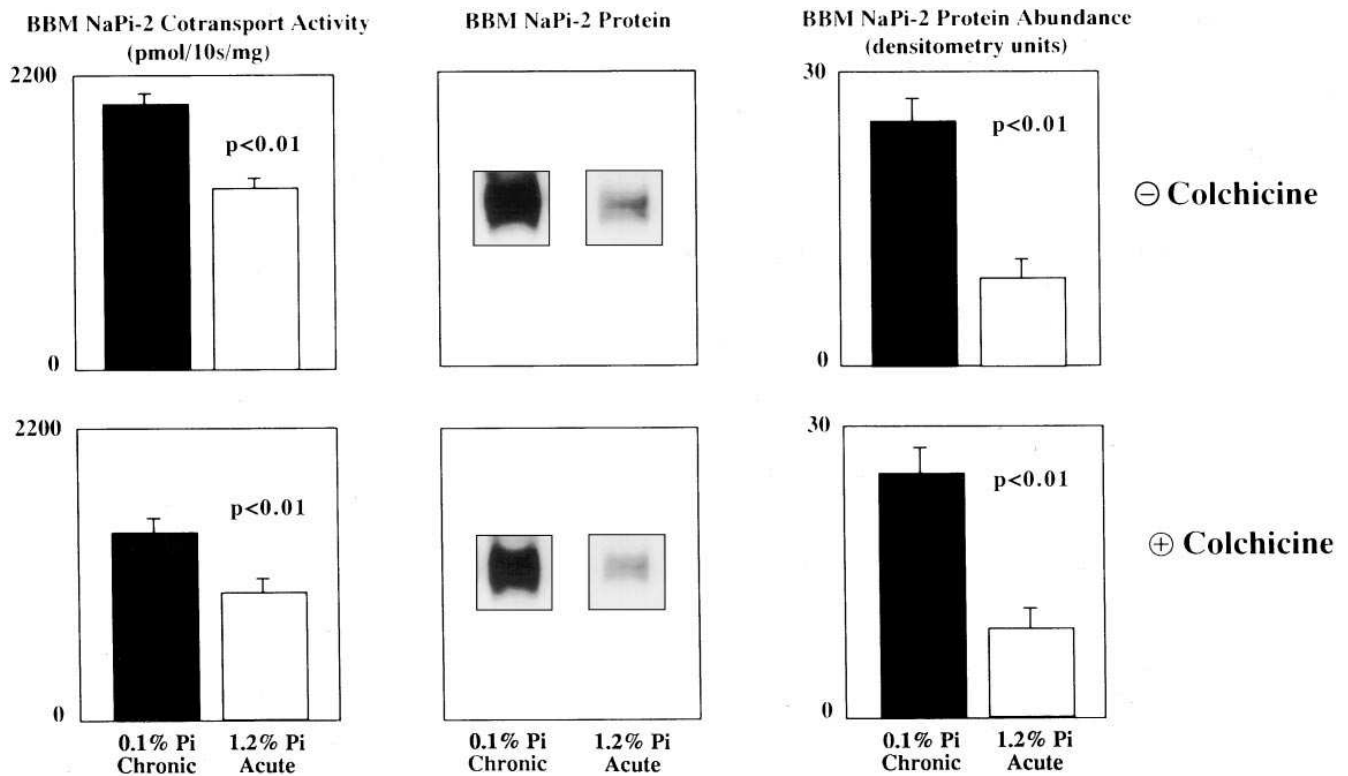 BBM NaPi-2 Cotransport Activity
(pmol/10s/mg)
2200
p<0.01
0
BBM NaPi-2 Protein
BBM NaPi-2 Protein Abundance
(densitometry units)
30
p<0.01
0
⊖ Colchicine
2200
p<0.01
0
0.1% Pi
Chronic
1.2% Pi
Acute
0.1% Pi
Chronic
1.2% Pi
Acute
30
p<0.01
0
0.1% Pi
Chronic
1.2% Pi
Acute
⊕ Colchicine